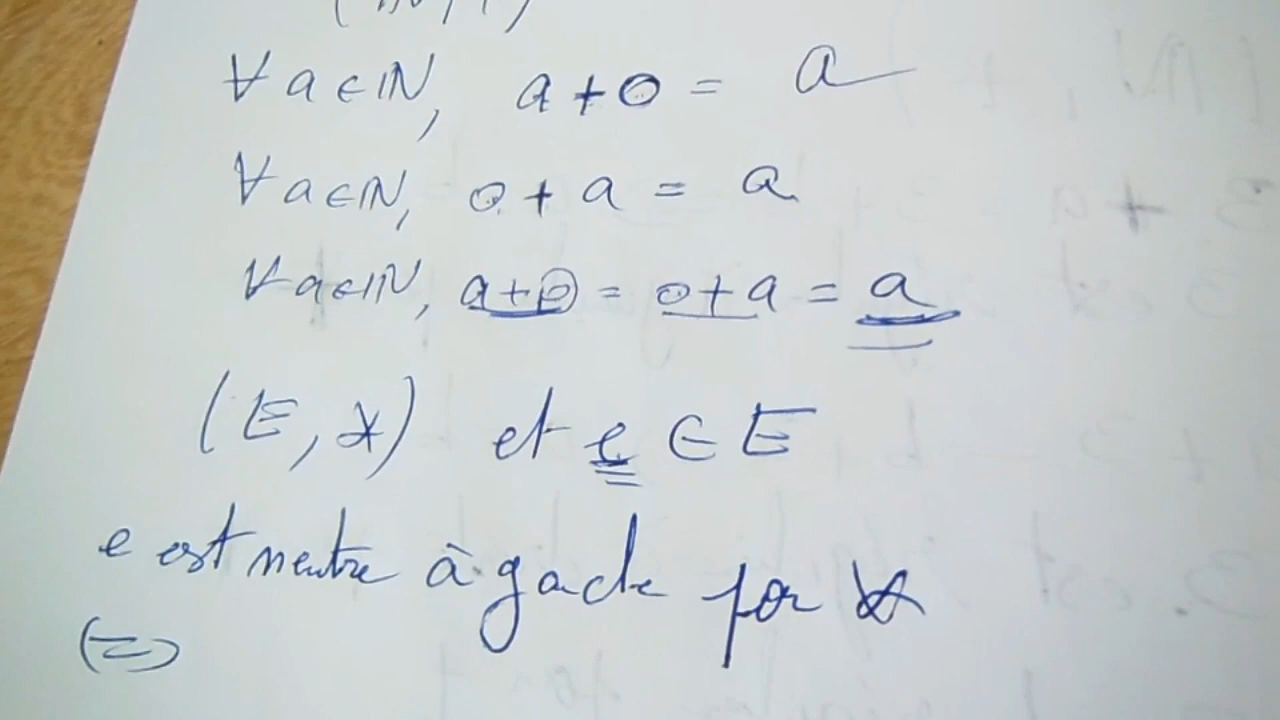 ∀a∈ℕ, a+0 = a
∀a∈ℕ, 0+a = a
∀a∈ℕ, a+0 = 0+a = a
(E, *) et e ∈ E
e est neutre à gauche pour *
⟺